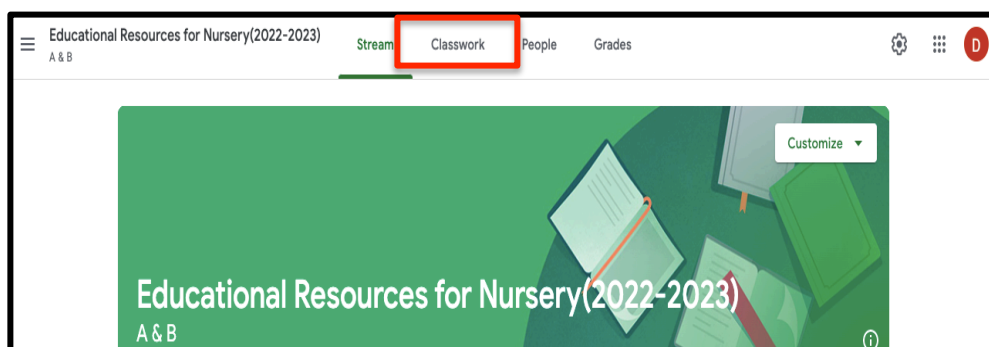 Educational Resources for Nursery(2022-2023)
A & B
Stream Classwork People Grades
D
Customize
Educational Resources for Nursery(2022-2023)
A & B